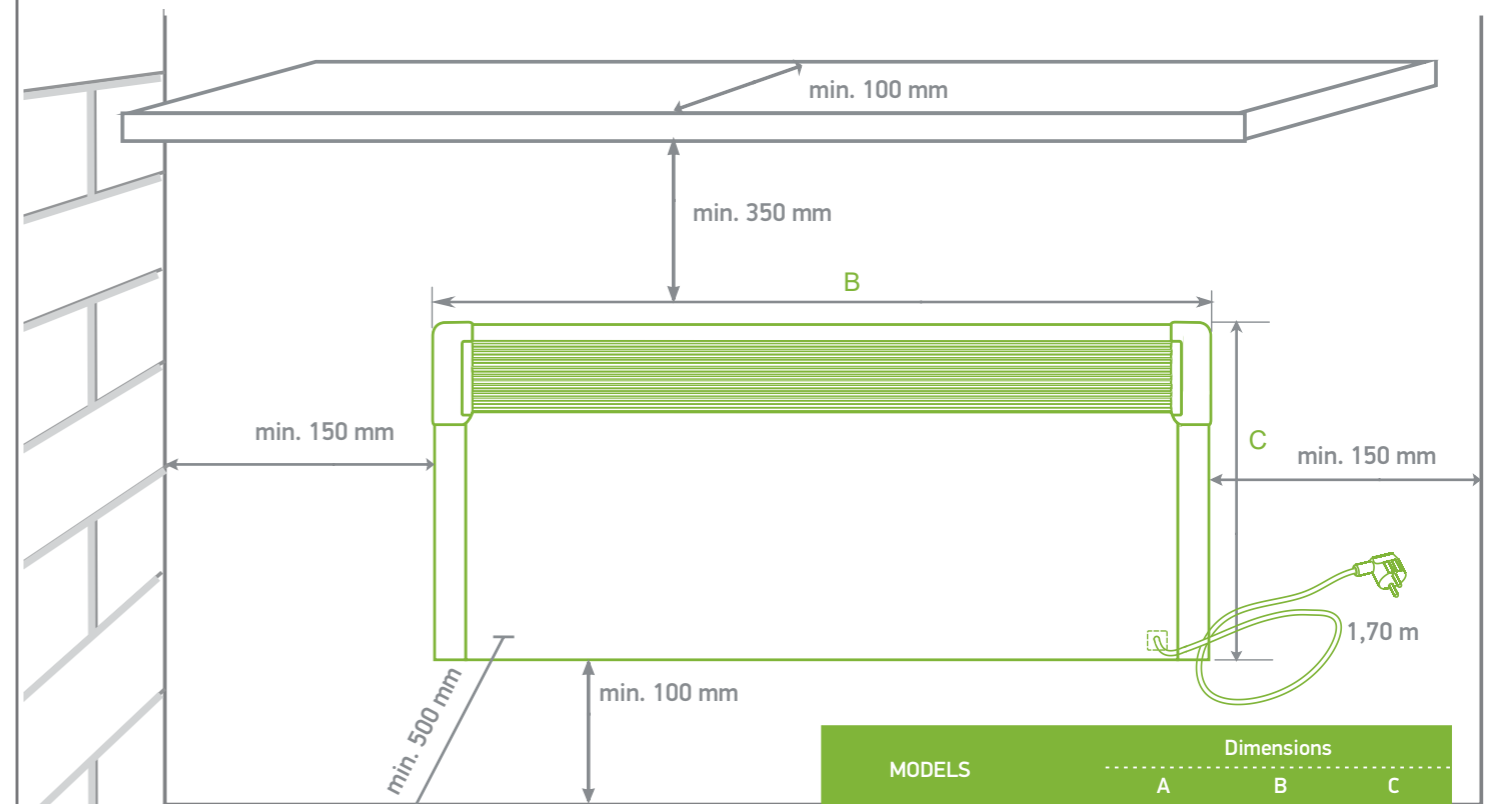 min. 100 mm
min. 350 mm
B
min. 150 mm
C
min. 150 mm
1,70 m
min. 500 mm
min. 100 mm
Dimensions
MODELS
A B C